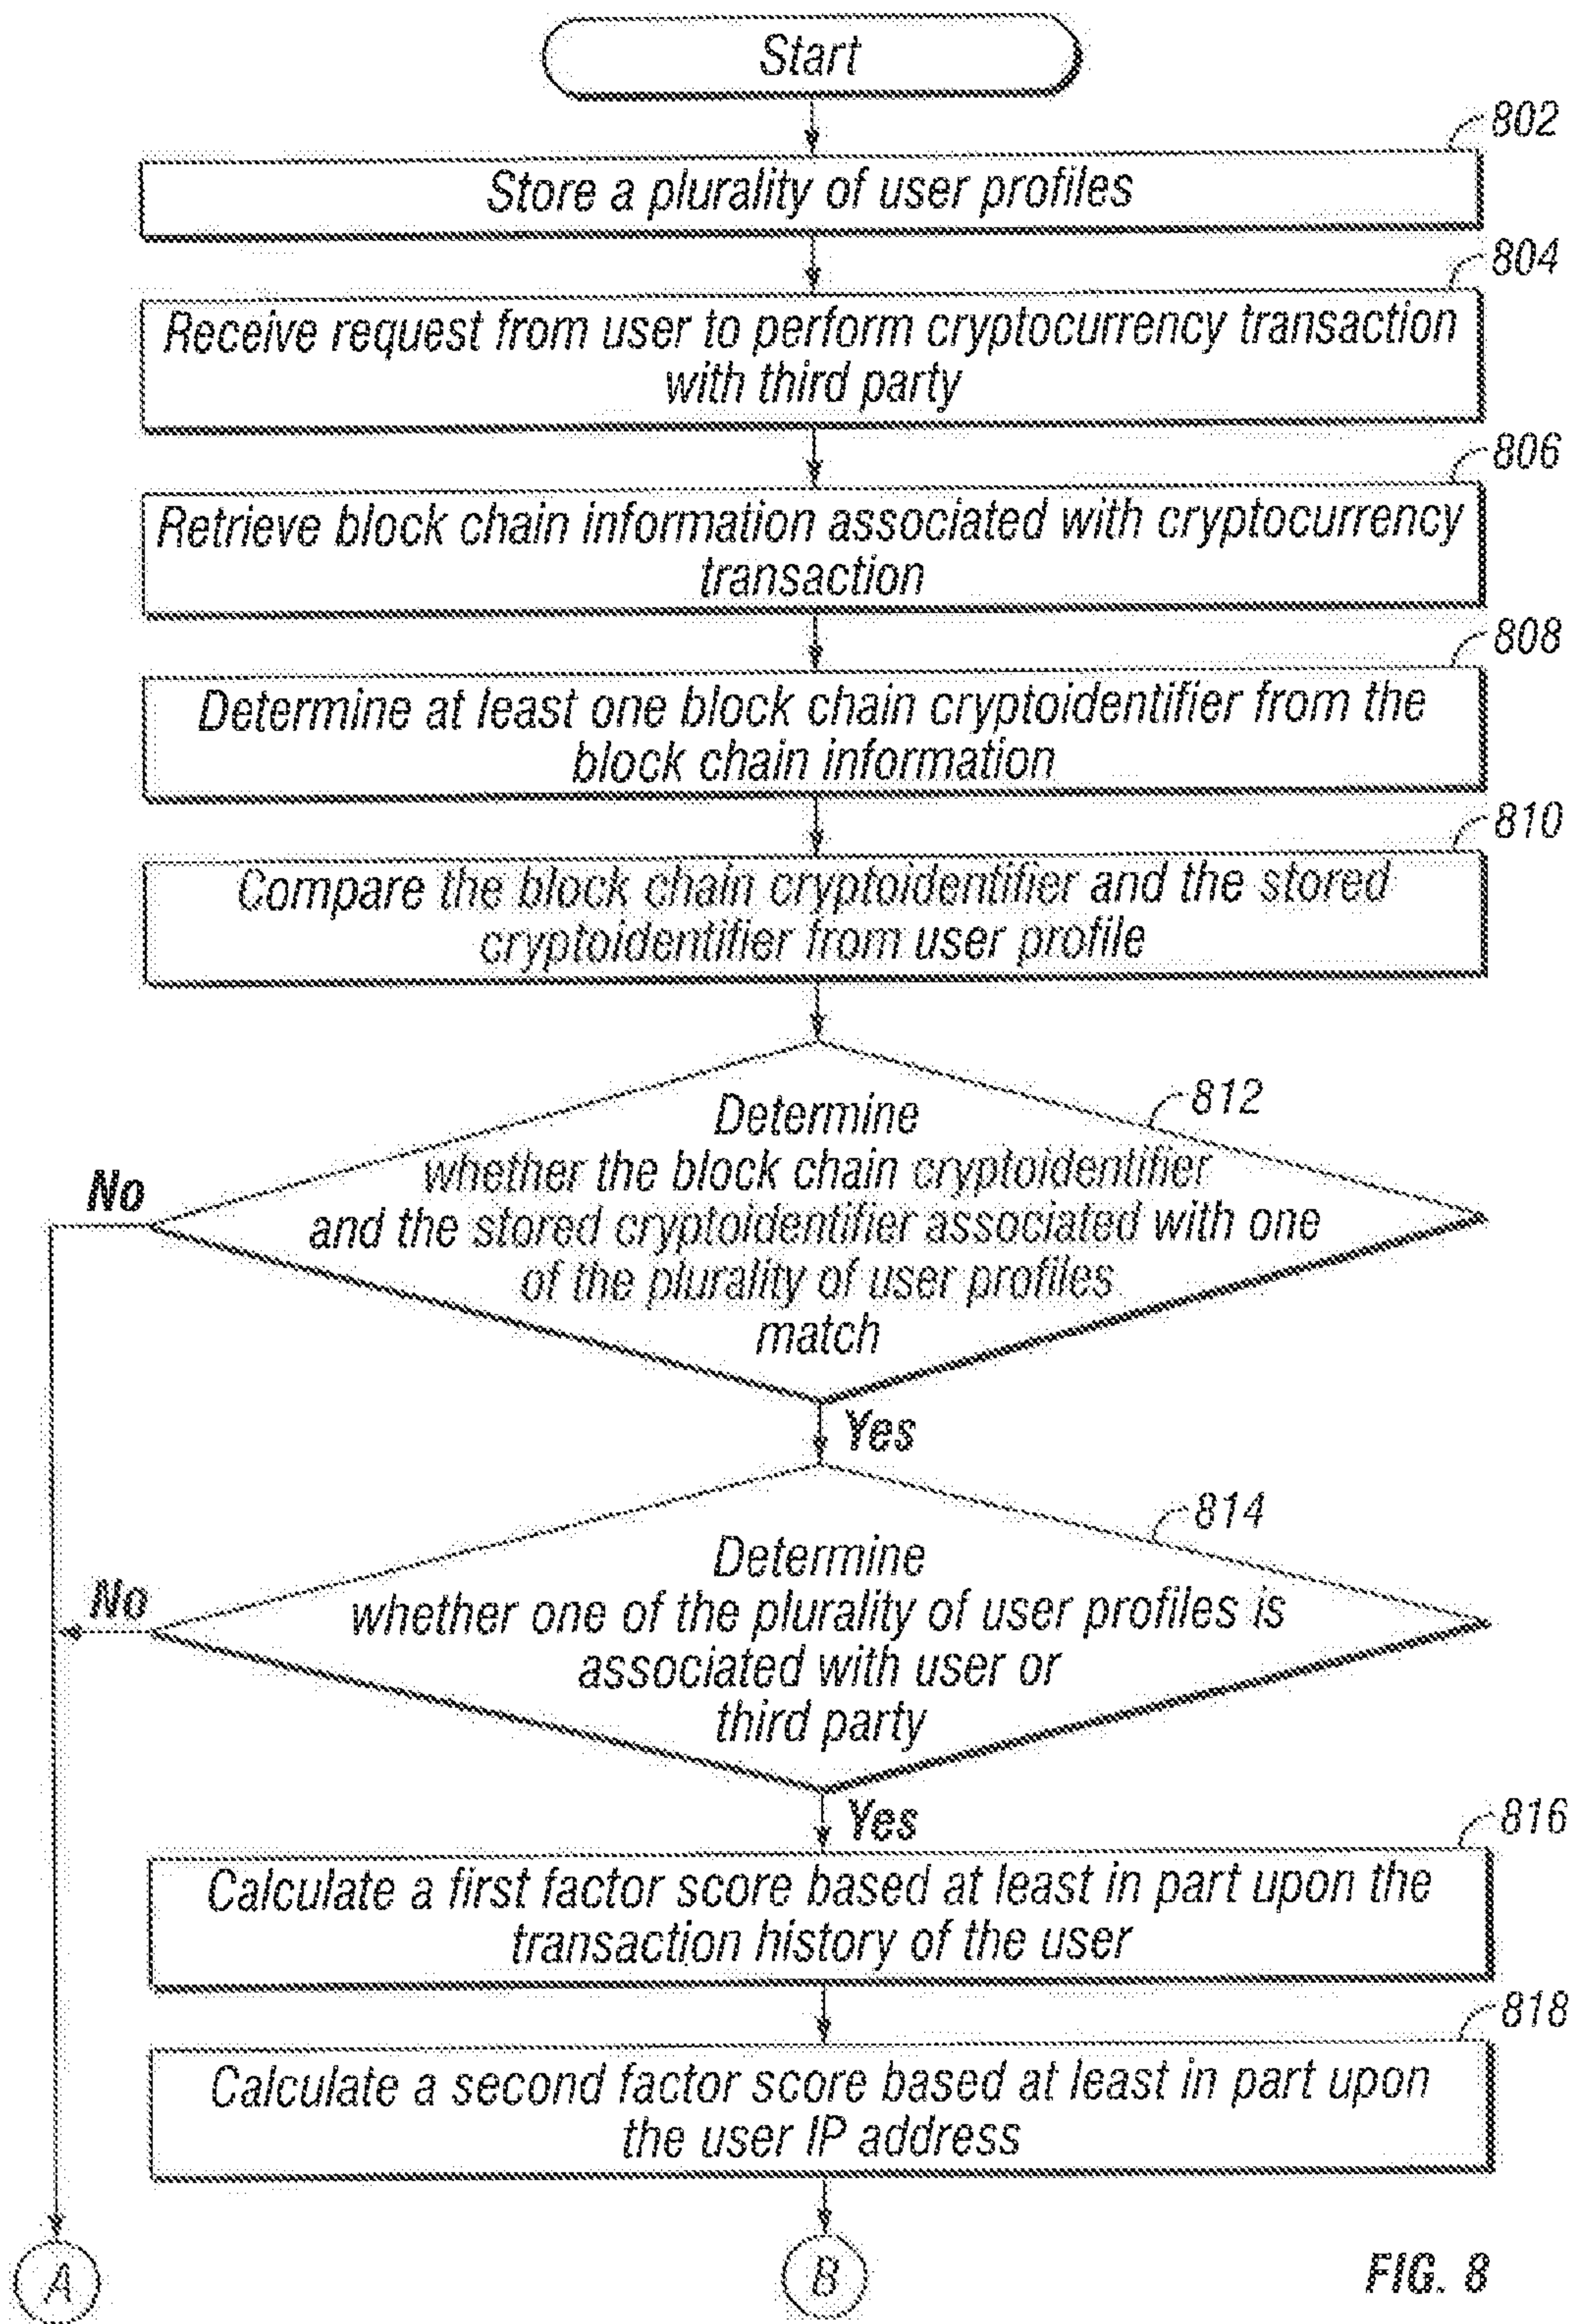 Start
802
Store a plurality of user profiles
804
Receive request from user to perform cryptocurrency transaction
with third party
806
Retrieve block chain information associated with cryptocurrency
transaction
808
Determine at least one block chain cryptoidentifier from the
block chain information
810
Compare the block chain cryptoidentifier and the stored
cryptoidentifier from user profile
812
Determine
whether the block chain cryptoidentifier
and the stored cryptoidentifier associated with one
of the plurality of user profiles
match
No
Yes
814
Determine
whether one of the plurality of user profiles is
associated with user or
third party
No
Yes
816
Calculate a first factor score based at least in part upon the
transaction history of the user
818
Calculate a second factor score based at least in part upon
the user IP address
A
B
FIG. 8